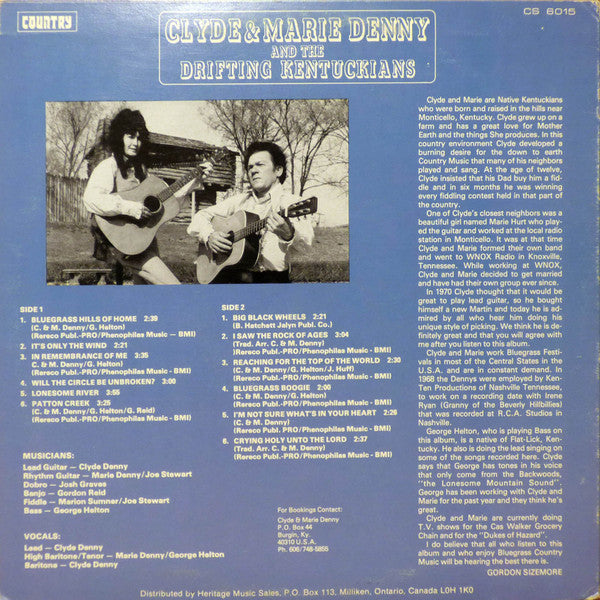 COUNTRY
CS 6015
CLYDE & MARIE DENNY
AND THE
DRIFTING KENTUCKIANS
SIDE 1
1. BLUEGRASS HILLS OF HOME 2:39
(C. & M. Denny/G. Helton)
(Rereco Publ.-PRO/Phenophilas Music — BMI)
2. IT'S ONLY THE WIND 2:21
3. IN REMEMBRANCE OF ME 3:35
(C. & M. Denny/G. Halton)
(Rereco Publ.-PRO/Phenophilas Music - BMI)
4. WILL THE CIRCLE BE UNBROKEN? 3:00
5. LONESOME RIVER 3:55
6. PATTON CREEK 3:25
(C. & M. Denny/G. Helton/G. Reid)
(Rereco Publ.-PRO/Phenophilas Music - BMI)
SIDE 2
1. BIG BLACK WHEELS 2:21
(B. Hatchett Jalyn Publ. Co.)
2. I SAW THE ROCK OF AGES 3:04
(Trad. Arr. C. & M. Denny)
(Rereco Publ.-PRO/Phenophilas Music - BMI)
3. REACHING FOR THE TOP OF THE WORLD 2:30
(C. & M. Denny/G. Helton/J. Huff)
(Rereco Publ.-PRO/Phenophilas Music - BMI)
4. BLUEGRASS BOOGIE 2:00
(C. & M. Denny/G. Helton)
(Rereco Publ.-PRO/Phenophilas Music - BMI)
5. I'M NOT SURE WHAT'S IN YOUR HEART 2:29
(C. & M. Denny)
(Rereco Publ.-PRO/Phenophilas Music - BMI)
6. CRYING HOLY UNTO THE LORD 2:37
(Trad. Arr. C. & M. Denny)
(Rereco Publ.-PRO/Phenophilas Music - BMI)
MUSICIANS:
Lead Guitar — Clyde Denny
Rhythm Guitar — Marie Denny/Joe Stewart
Dobro — Josh Graves
Banjo — Gordon Reid
Fiddle — Marion Sumner/Joe Stewart
Bass — George Helton
VOCALS:
Lead — Clyde Denny
High Baritone/Tenor — Marie Denny/George Helton
Baritone — Clyde Denny
For Bookings Contact:
Clyde & Marie Denny
P.O. Box 44
Burgin, Ky.
40310 U.S.A.
Ph. 606/748-5855
Clyde and Marie are Native Kentuckians
who were born and raised in the hills near
Monticello, Kentucky. Clyde grew up on a
farm and has a great love for Mother
Earth and the things She produces. In this
country environment Clyde developed a
burning desire for the down to earth
Country Music that many of his neighbors
played and sang. At the age of twelve,
Clyde insisted that his Dad buy him a fid-
dle and in six months he was winning
every fiddling contest held in that part of
the country.
One of Clyde's closest neighbors was a
beautiful girl named Marie Hurt who play-
ed the guitar and worked at the local radio
station in Monticello. It was at that time
Clyde and Marie formed their own band
and went to WNOX Radio in Knoxville,
Tennessee. While working at WNOX,
Clyde and Marie decided to get married
and have had their own group ever since.
In 1970 Clyde thought that it would be
great to play lead guitar, so he bought
himself a new Martin and today he is ad-
mired by all who hear him doing his
unique style of picking. We think he is de-
finitely great and that you will agree with
me after you listen to this album.
Clyde and Marie work Bluegrass Festi-
vals in most of the Central States in the
U.S.A. and are in constant demand. In
1968 the Dennys were employed by Ken-
Ten Productions of Nashville Tennessee
to work on a recording date with Irene
Ryan (Granny of the Beverly Hillbillies)
that was recorded at R.C.A. Studios in
Nashville.
George Helton, who is playing Bass on
this album, is a native of Flat-Lick, Ken-
tucky. He also is doing the lead singing on
some of the songs recorded here. Clyde
says that George has tones in his voice
that only come from the Backwoods,
"the Lonesome Mountain Sound".
George has been working with Clyde and
Marie for the past year and they think he's
great.
Clyde and Marie are currently doing
T.V. shows for the Cas Walker Grocery
Chain and for the "Dukes of Hazard".
I do believe that all who listen to this
album and who enjoy Bluegrass Country
Music will be hearing the best there is.
GORDON SIZEMORE
Distributed by Heritage Music Sales, P.O. Box 113, Milliken, Ontario, Canada L0H 1K0